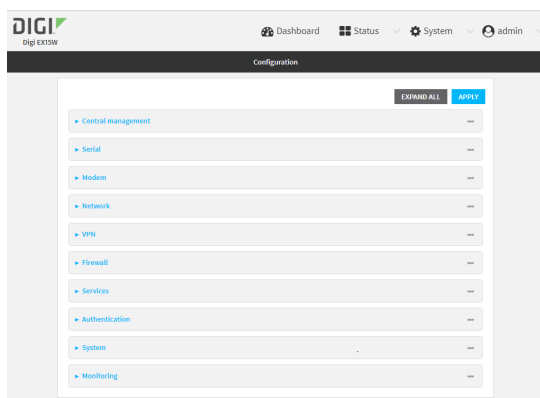 DIGI
Digi EX15W
Dashboard Status System admin
Configuration
EXPAND ALL APPLY
Central management
Serial
Modem
Network
VPN
Firewall
Services
Authentication
System
Monitoring